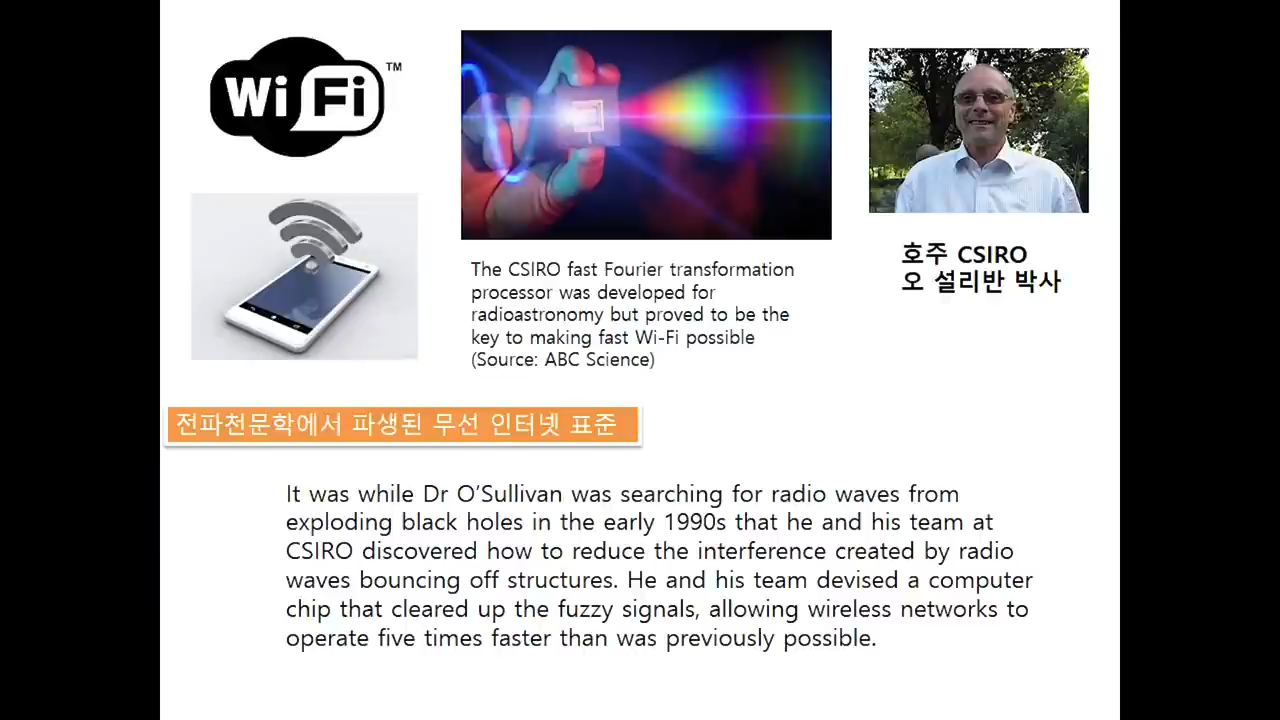 Wi Fi TM
The CSIRO fast Fourier transformation
processor was developed for
radioastronomy but proved to be the
key to making fast Wi-Fi possible
(Source: ABC Science)
호주 CSIRO
오 설리반 박사
전파천문학에서 파생된 무선 인터넷 표준
It was while Dr O’Sullivan was searching for radio waves from
exploding black holes in the early 1990s that he and his team at
CSIRO discovered how to reduce the interference created by radio
waves bouncing off structures. He and his team devised a computer
chip that cleared up the fuzzy signals, allowing wireless networks to
operate five times faster than was previously possible.